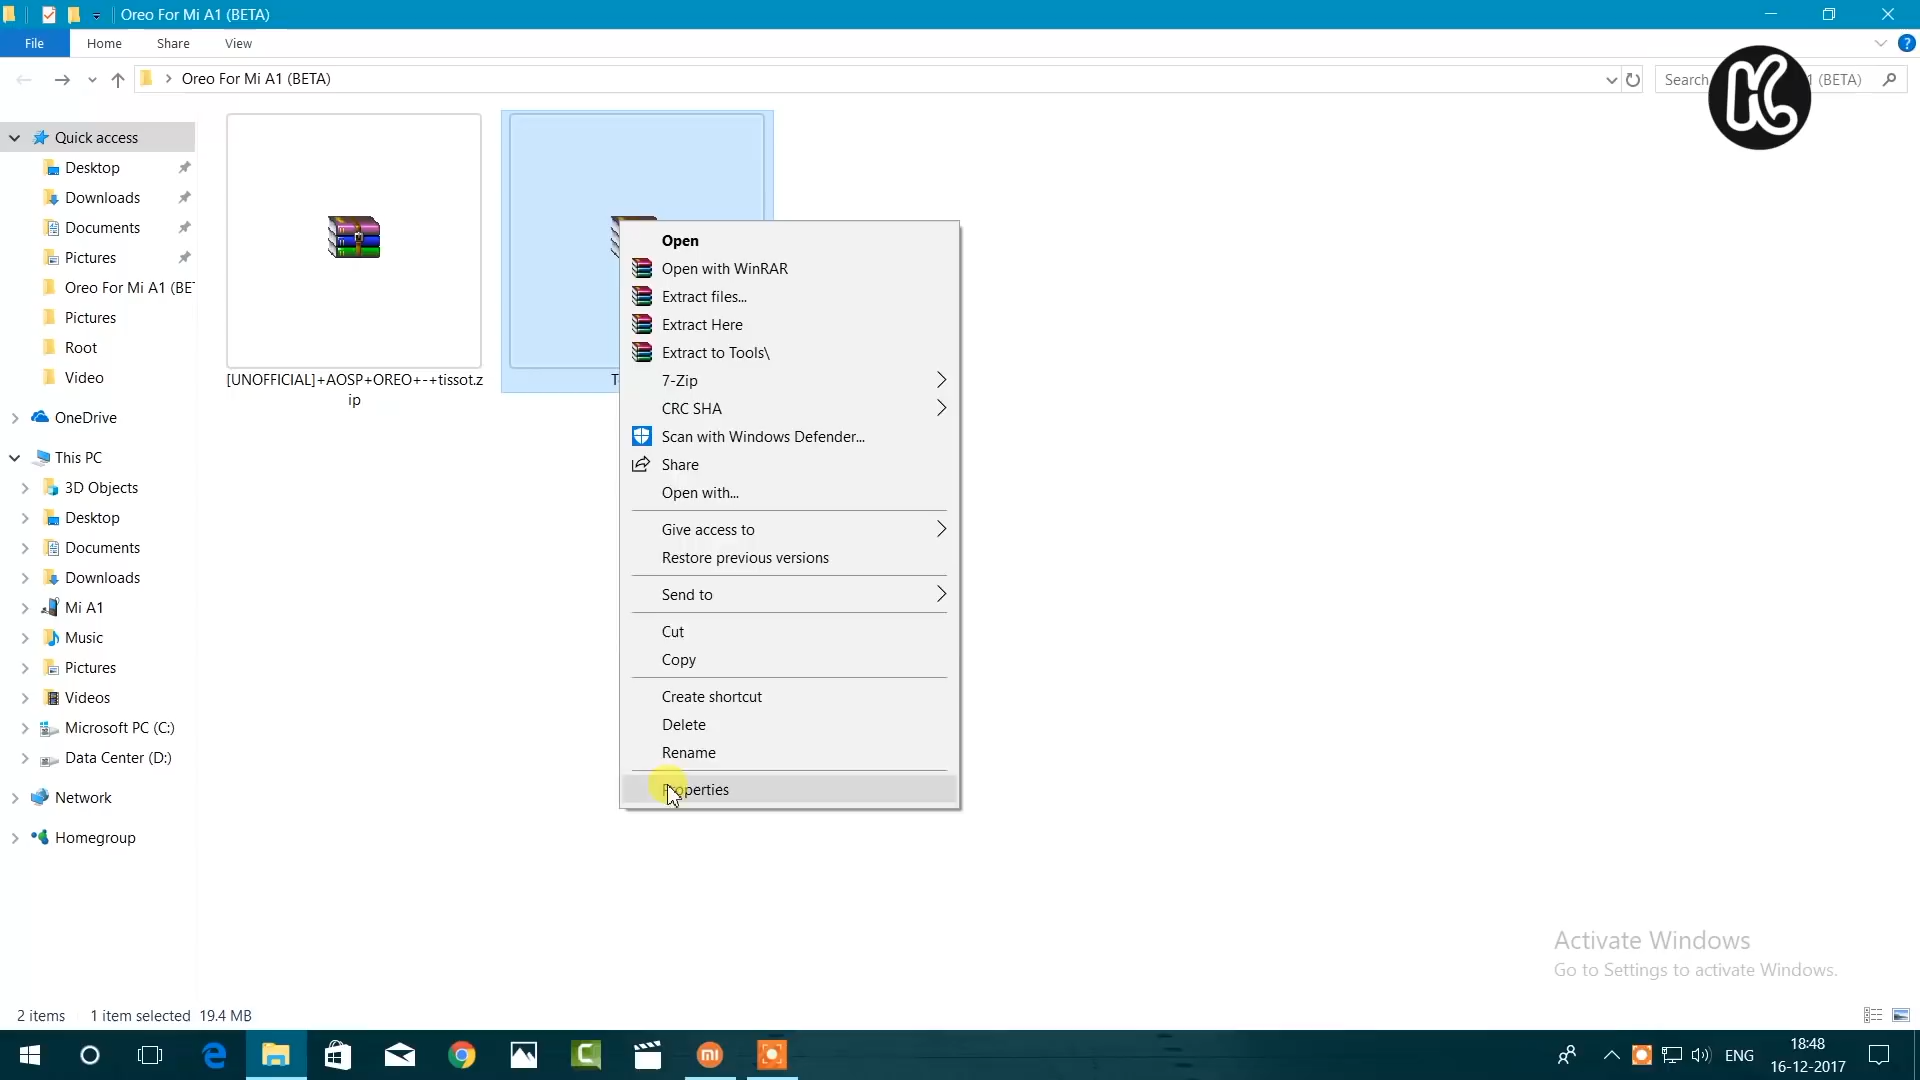 Oreo For Mi A1 (BETA)
File Home Share View
Oreo For Mi A1 (BETA)
Search 1 (BETA)
Quick access
Desktop
Downloads
Documents
Pictures
Oreo For Mi A1 (BE
Pictures
Root
Video
OneDrive
This PC
3D Objects
Desktop
Documents
Downloads
Mi A1
Music
Pictures
Videos
Microsoft PC (C:)
Data Center (D:)
Network
Homegroup
[UNOFFICIAL]+AOSP+OREO+-+tissot.z
ip
Open
Open with WinRAR
Extract files...
Extract Here
Extract to Tools\
7-Zip
CRC SHA
Scan with Windows Defender...
Share
Open with...
Give access to
Restore previous versions
Send to
Cut
Copy
Create shortcut
Delete
Rename
Properties
Activate Windows
Go to Settings to activate Windows.
2 items 1 item selected 19.4 MB
ENG
18:48
16-12-2017